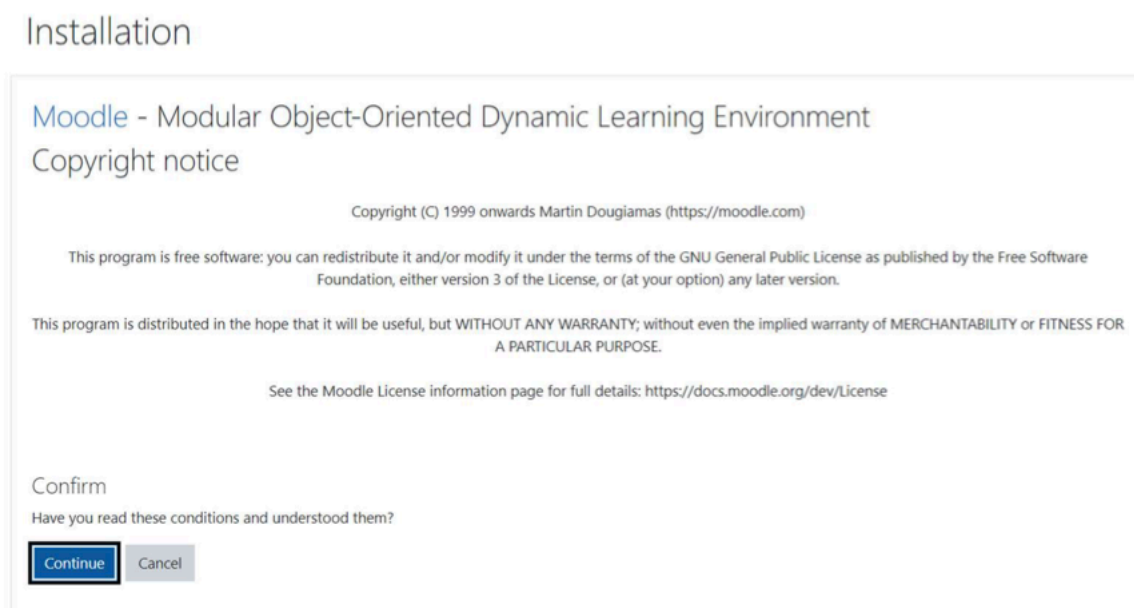 Installation
Moodle - Modular Object-Oriented Dynamic Learning Environment
Copyright notice
Copyright (C) 1999 onwards Martin Dougiamas (https://moodle.com)
This program is free software: you can redistribute it and/or modify it under the terms of the GNU General Public License as published by the Free Software
Foundation, either version 3 of the License, or (at your option) any later version.
This program is distributed in the hope that it will be useful, but WITHOUT ANY WARRANTY; without even the implied warranty of MERCHANTABILITY or FITNESS FOR
A PARTICULAR PURPOSE.
See the Moodle License information page for full details: https://docs.moodle.org/dev/License
Confirm
Have you read these conditions and understood them?
Continue Cancel